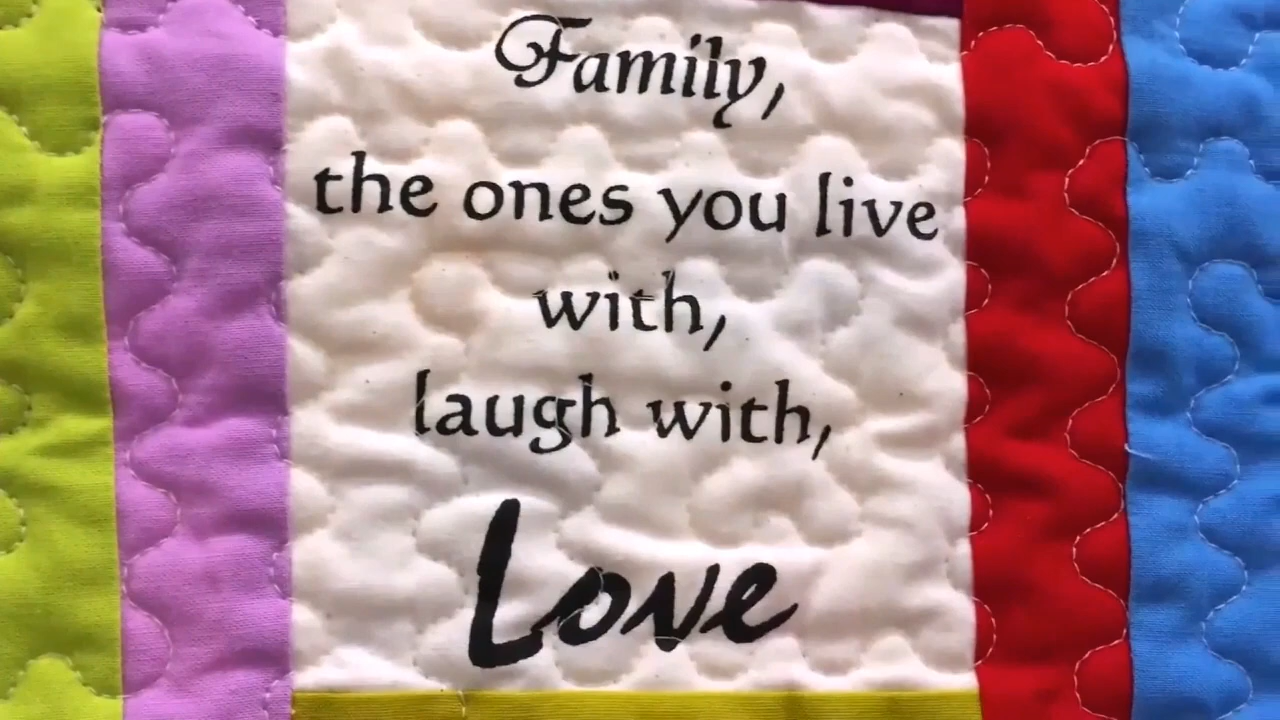 Family,
the ones you live
with,
laugh with,
Love